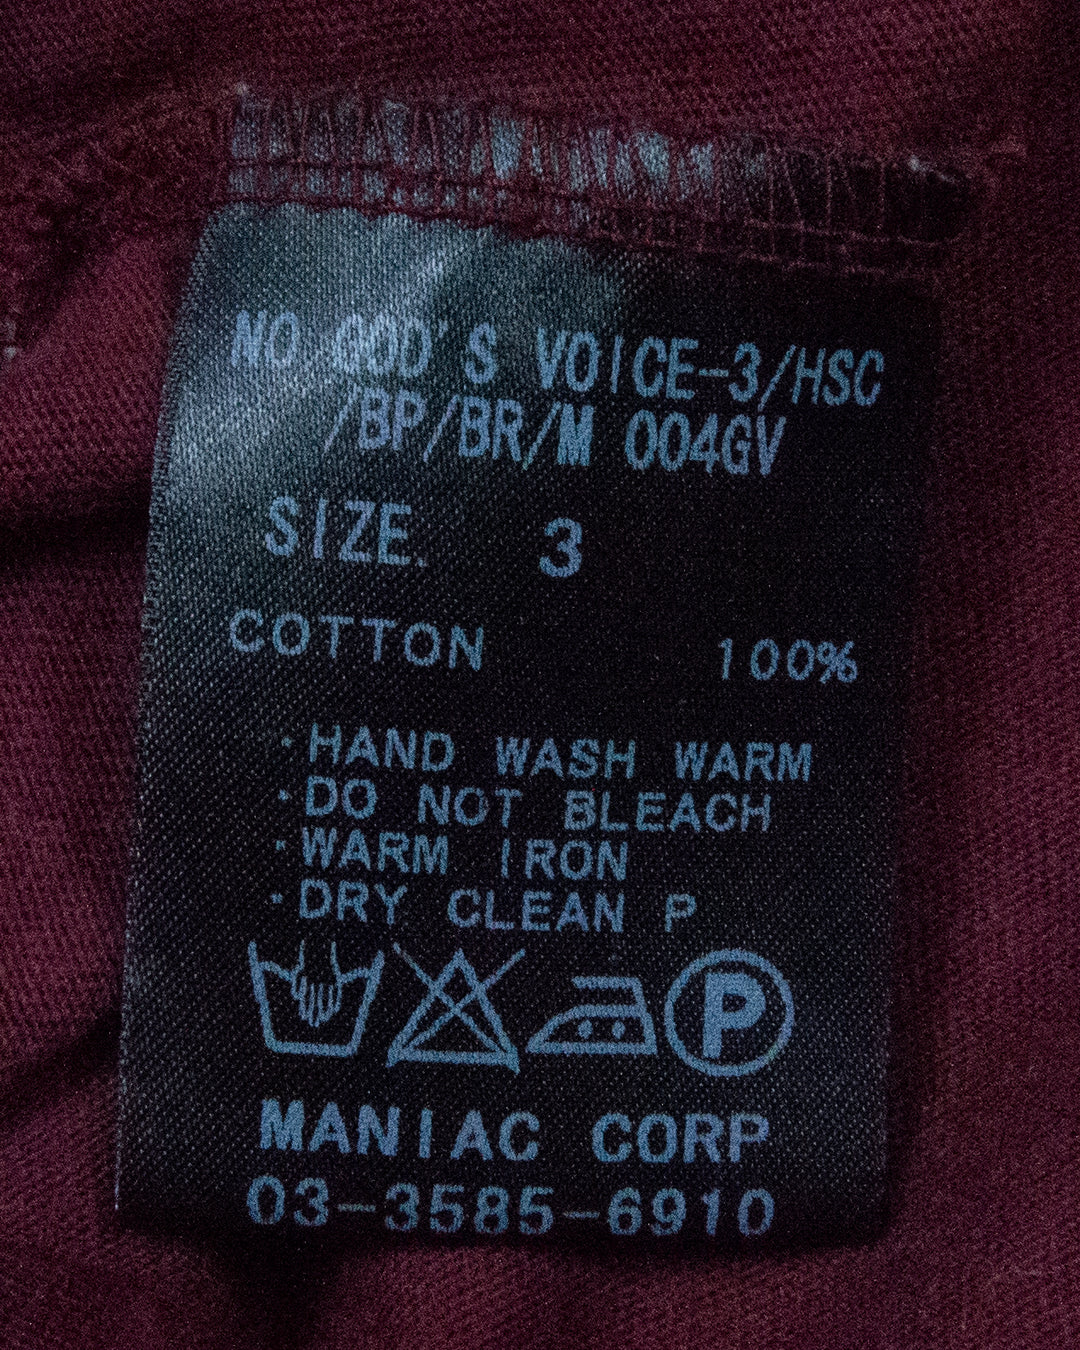 NO GOD'S VOICE-3/HSC
/BP/BR/M 004GV
SIZE. 3
COTTON 100%
·HAND WASH WARM
·DO NOT BLEACH
·WARM IRON
·DRY CLEAN P
P
MANIAC CORP
03-3585-6910